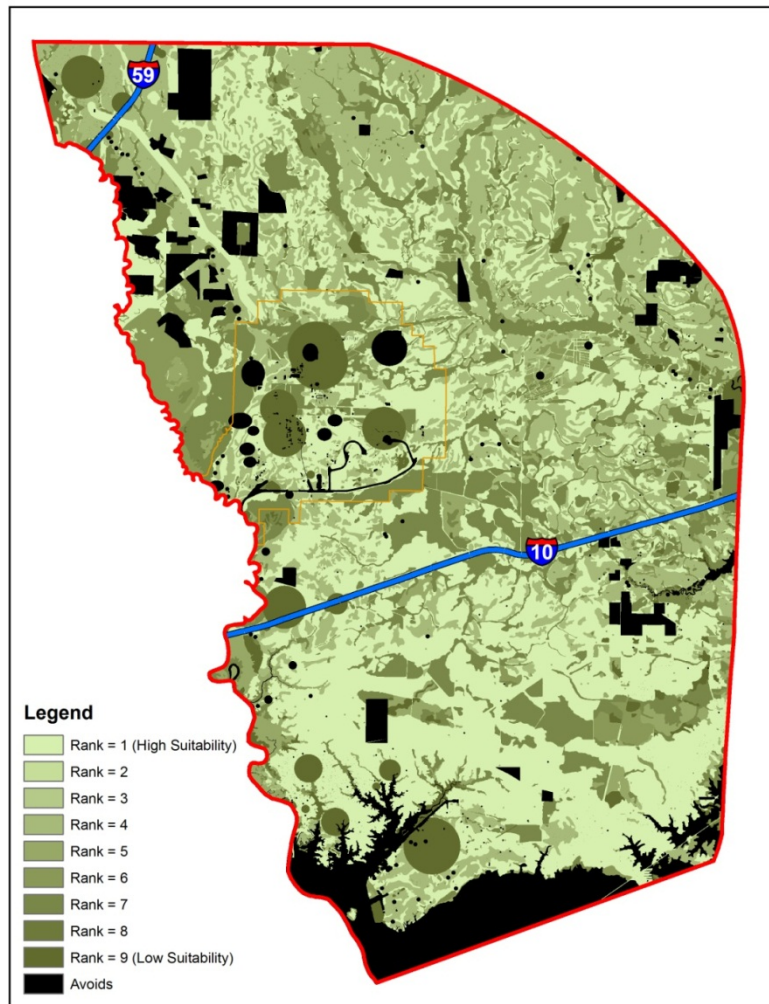 59
10
Legend
Rank = 1 (High Suitability)
Rank = 2
Rank = 3
Rank = 4
Rank = 5
Rank = 6
Rank = 7
Rank = 8
Rank = 9 (Low Suitability)
Avoids